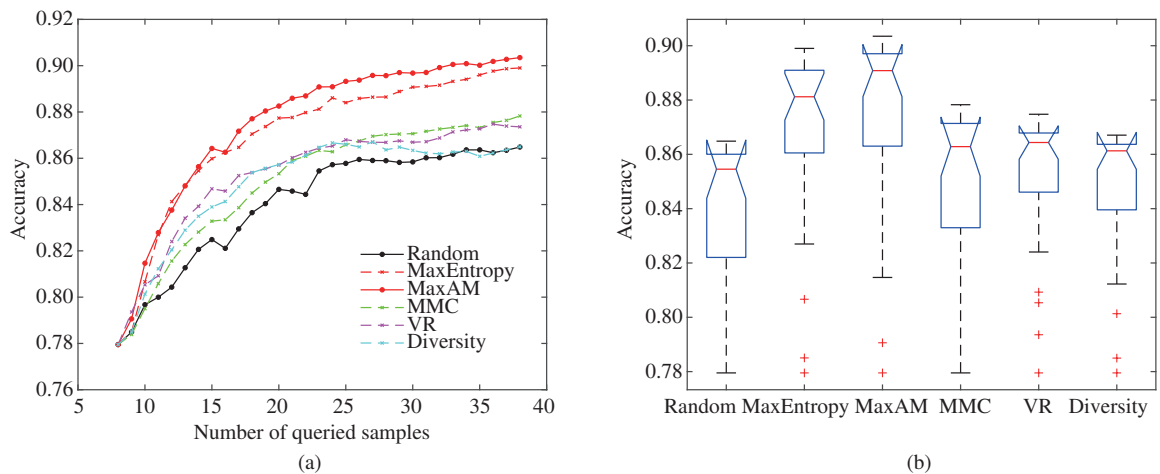 0.92
0.90
0.88
0.86
0.84
0.82
0.80
0.78
0.76
Accuracy
5 10 15 20 25 30 35 40
Number of queried samples
Random
MaxEntropy
MaxAM
MMC
VR
Diversity
(a)
0.90
0.88
0.86
0.84
0.82
0.80
0.78
Accuracy
Random MaxEntropy MaxAM MMC VR Diversity
(b)